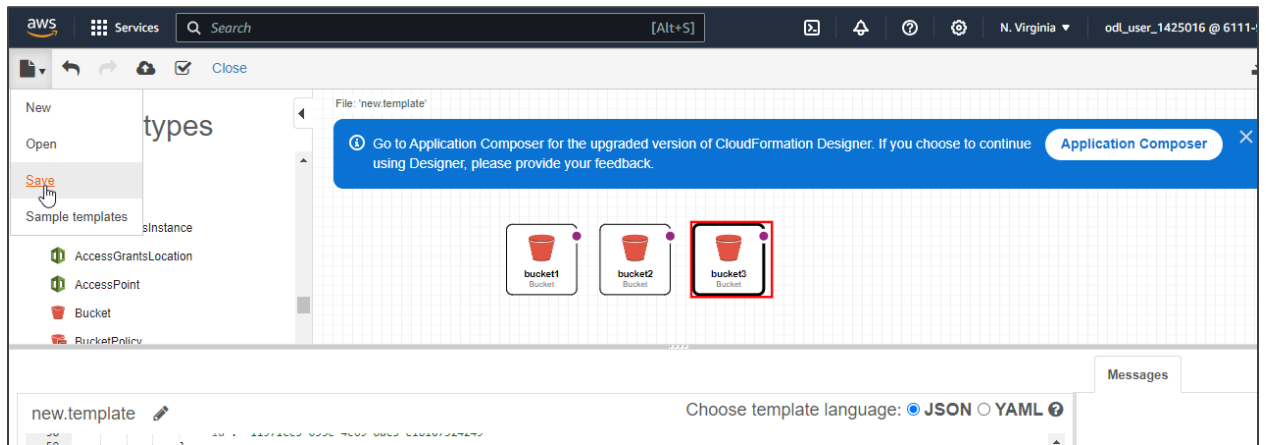 aws
Services
Search
[Alt+S]
N. Virginia ▼
odl_user_1425016 @ 6111-
Close
New
Open
Save
Sample templates
types
sInstance
AccessGrantsLocation
AccessPoint
Bucket
BucketPolicy
File: 'new.template'
Go to Application Composer for the upgraded version of CloudFormation Designer. If you choose to continue
using Designer, please provide your feedback.
Application Composer
bucket1
Bucket
bucket2
Bucket
bucket3
Bucket
Messages
new.template
Choose template language: JSON YAML